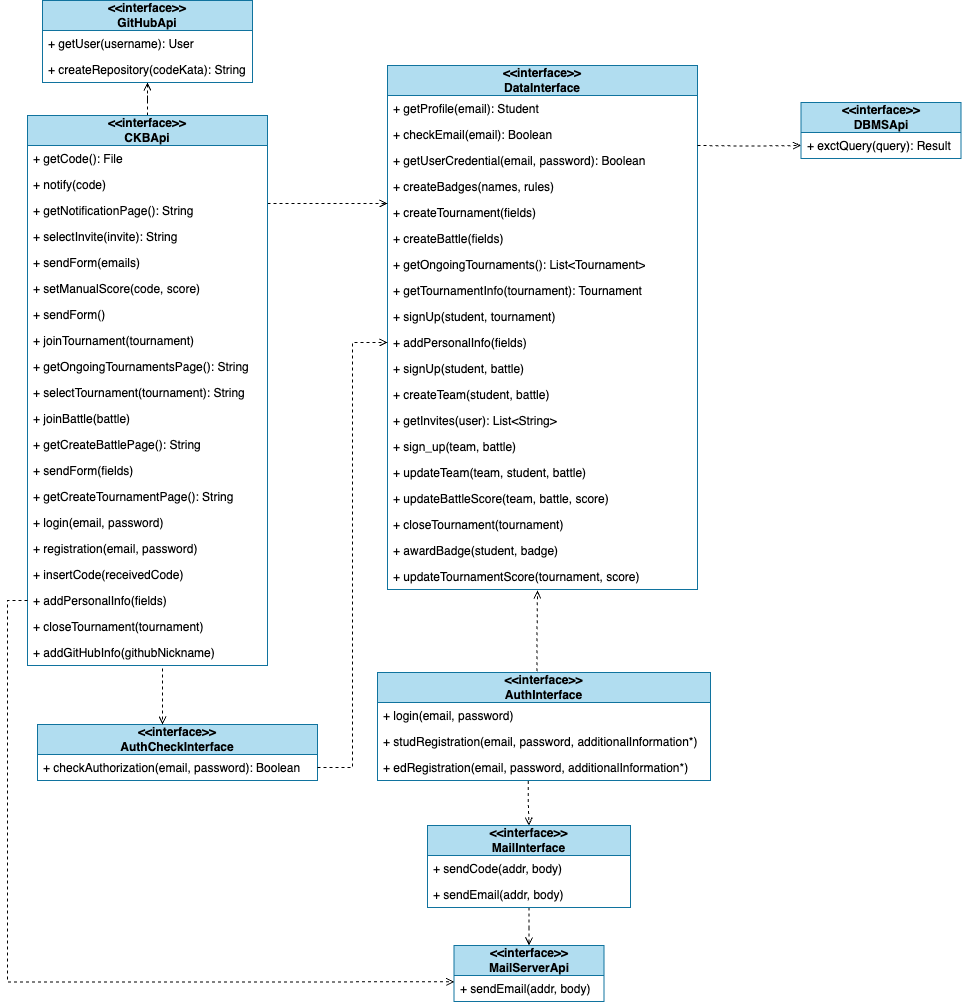 <<interface>>
GitHubApi
+ getUser(username): User
+ createRepository(codeKata): String
<<interface>>
CKBApi
+ getCode(): File
+ notify(code)
+ getNotificationPage(): String
+ selectInvite(invite): String
+ sendForm(emails)
+ setManualScore(code, score)
+ sendForm()
+ joinTournament(tournament)
+ getOngoingTournamentsPage(): String
+ selectTournament(tournament): String
+ joinBattle(battle)
+ getCreateBattlePage(): String
+ sendForm(fields)
+ getCreateTournamentPage(): String
+ login(email, password)
+ registration(email, password)
+ insertCode(receivedCode)
+ addPersonalInfo(fields)
+ closeTournament(tournament)
+ addGitHubInfo(githubNickname)
<<interface>>
DataInterface
+ getProfile(email): Student
+ checkEmail(email): Boolean
+ getUserCredential(email, password): Boolean
+ createBadges(names, rules)
+ createTournament(fields)
+ createBattle(fields)
+ getOngoingTournaments(): List<Tournament>
+ getTournamentInfo(tournament): Tournament
+ signUp(student, tournament)
+ addPersonalInfo(fields)
+ signUp(student, battle)
+ createTeam(student, battle)
+ getInvites(user): List<String>
+ sign_up(team, battle)
+ updateTeam(team, student, battle)
+ updateBattleScore(team, battle, score)
+ closeTournament(tournament)
+ awardBadge(student, badge)
+ updateTournamentScore(tournament, score)
<<interface>>
DBMSApi
+ exctQuery(query): Result
<<interface>>
AuthCheckInterface
+ checkAuthorization(email, password): Boolean
<<interface>>
AuthInterface
+ login(email, password)
+ studRegistration(email, password, additionalInformation*)
+ edRegistration(email, password, additionalInformation*)
<<interface>>
MailInterface
+ sendCode(addr, body)
+ sendEmail(addr, body)
<<interface>>
MailServerApi
+ sendEmail(addr, body)